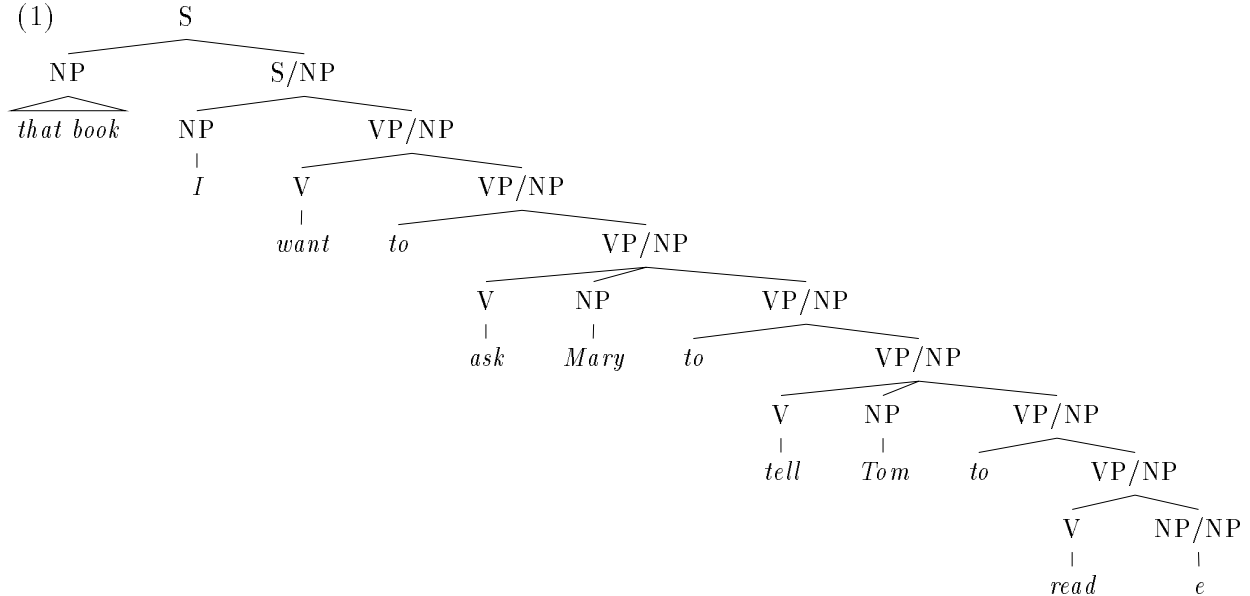 (1) S
NP S/NP
that book NP VP/NP
I V VP/NP
want to VP/NP
V NP VP/NP
ask Mary to VP/NP
V NP VP/NP
tell Tom to VP/NP
V NP/NP
read e